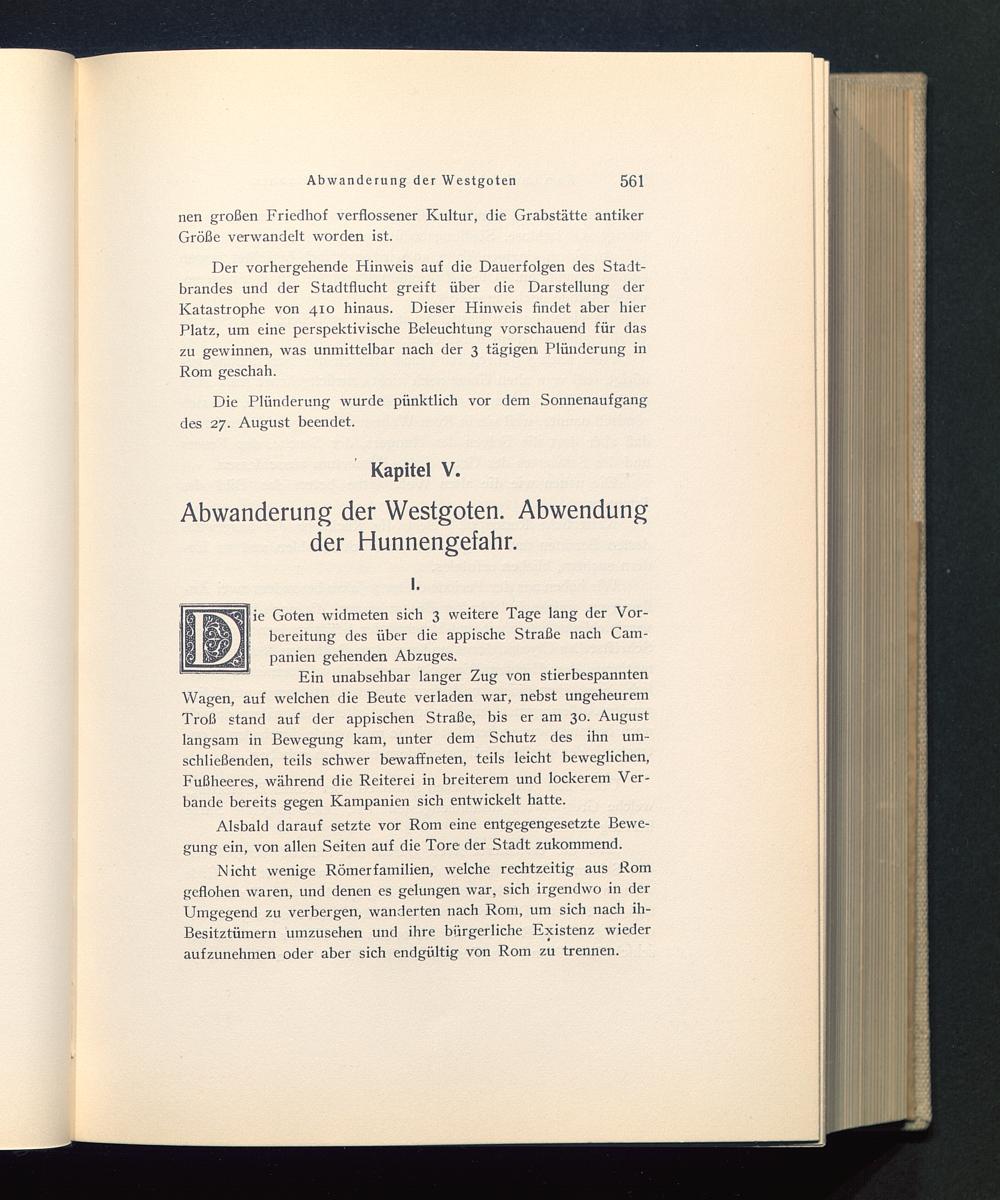 Abwanderung der Westgoten 561
nen großen Friedhof verflossener Kultur, die Grabstätte antiker
Größe verwandelt worden ist.
Der vorhergehende Hinweis auf die Dauerfolgen des Stadt-
brandes und der Stadtflucht greift über die Darstellung der
Katastrophe von 410 hinaus. Dieser Hinweis findet aber hier
Platz, um eine perspektivische Beleuchtung vorschauend für das
zu gewinnen, was unmittelbar nach der 3 tägigen Plünderung in
Rom geschah.
Die Plünderung wurde pünktlich vor dem Sonnenaufgang
des 27. August beendet.
Kapitel V.
Abwanderung der Westgoten. Abwendung
der Hunnengefahr.
I.
Die Goten widmeten sich 3 weitere Tage lang der Vor-
bereitung des über die appische Straße nach Cam-
panien gehenden Abzuges.
Ein unabsehbar langer Zug von stierbespannten
Wagen, auf welchen die Beute verladen war, nebst ungeheurem
Troß stand auf der appischen Straße, bis er am 30. August
langsam in Bewegung kam, unter dem Schutz des ihn um-
schließenden, teils schwer bewaffneten, teils leicht beweglichen,
Fußheeres, während die Reiterei in breiterem und lockerem Ver-
bande bereits gegen Kampanien sich entwickelt hatte.
Alsbald darauf setzte vor Rom eine entgegengesetzte Bewe-
gung ein, von allen Seiten auf die Tore der Stadt zukommend.
Nicht wenige Römerfamilien, welche rechtzeitig aus Rom
geflohen waren, und denen es gelungen war, sich irgendwo in der
Umgegend zu verbergen, wanderten nach Rom, um sich nach ih-
Besitztümern umzusehen und ihre bürgerliche Existenz wieder
aufzunehmen oder aber sich endgültig von Rom zu trennen.